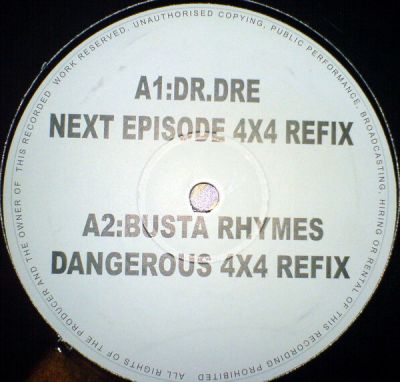 A1:DR.DRE
NEXT EPISODE 4X4 REFIX
A2:BUSTA RHYMES
DANGEROUS 4X4 REFIX
ALL RIGHTS OF THE PRODUCER AND THE OWNER OF THIS RECORDED WORK RESERVED. UNAUTHORISED COPYING, PUBLIC PERFORMANCE, BROADCASTING, HIRING OR RENTAL OF THIS RECORDING PROHIBITED